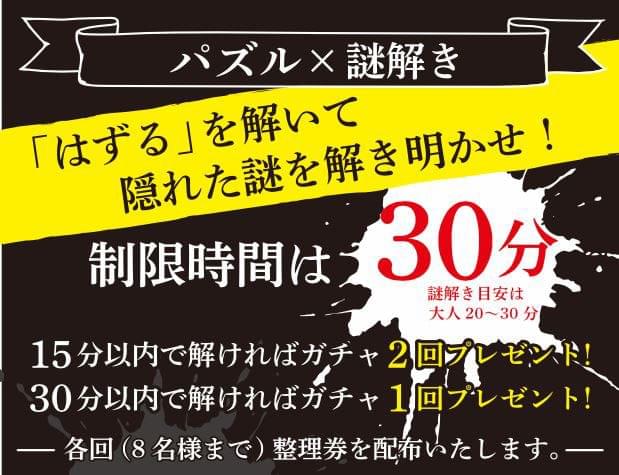 パズル×謎解き
「はずる」を解いて
隠れた謎を解き明かせ!
制限時間は30分
謎解き目安は
大人20〜30分
15分以内で解ければガチャ2回プレゼント!
30分以内で解ければガチャ1回プレゼント!
各回(8名様まで)整理券を配布いたします。